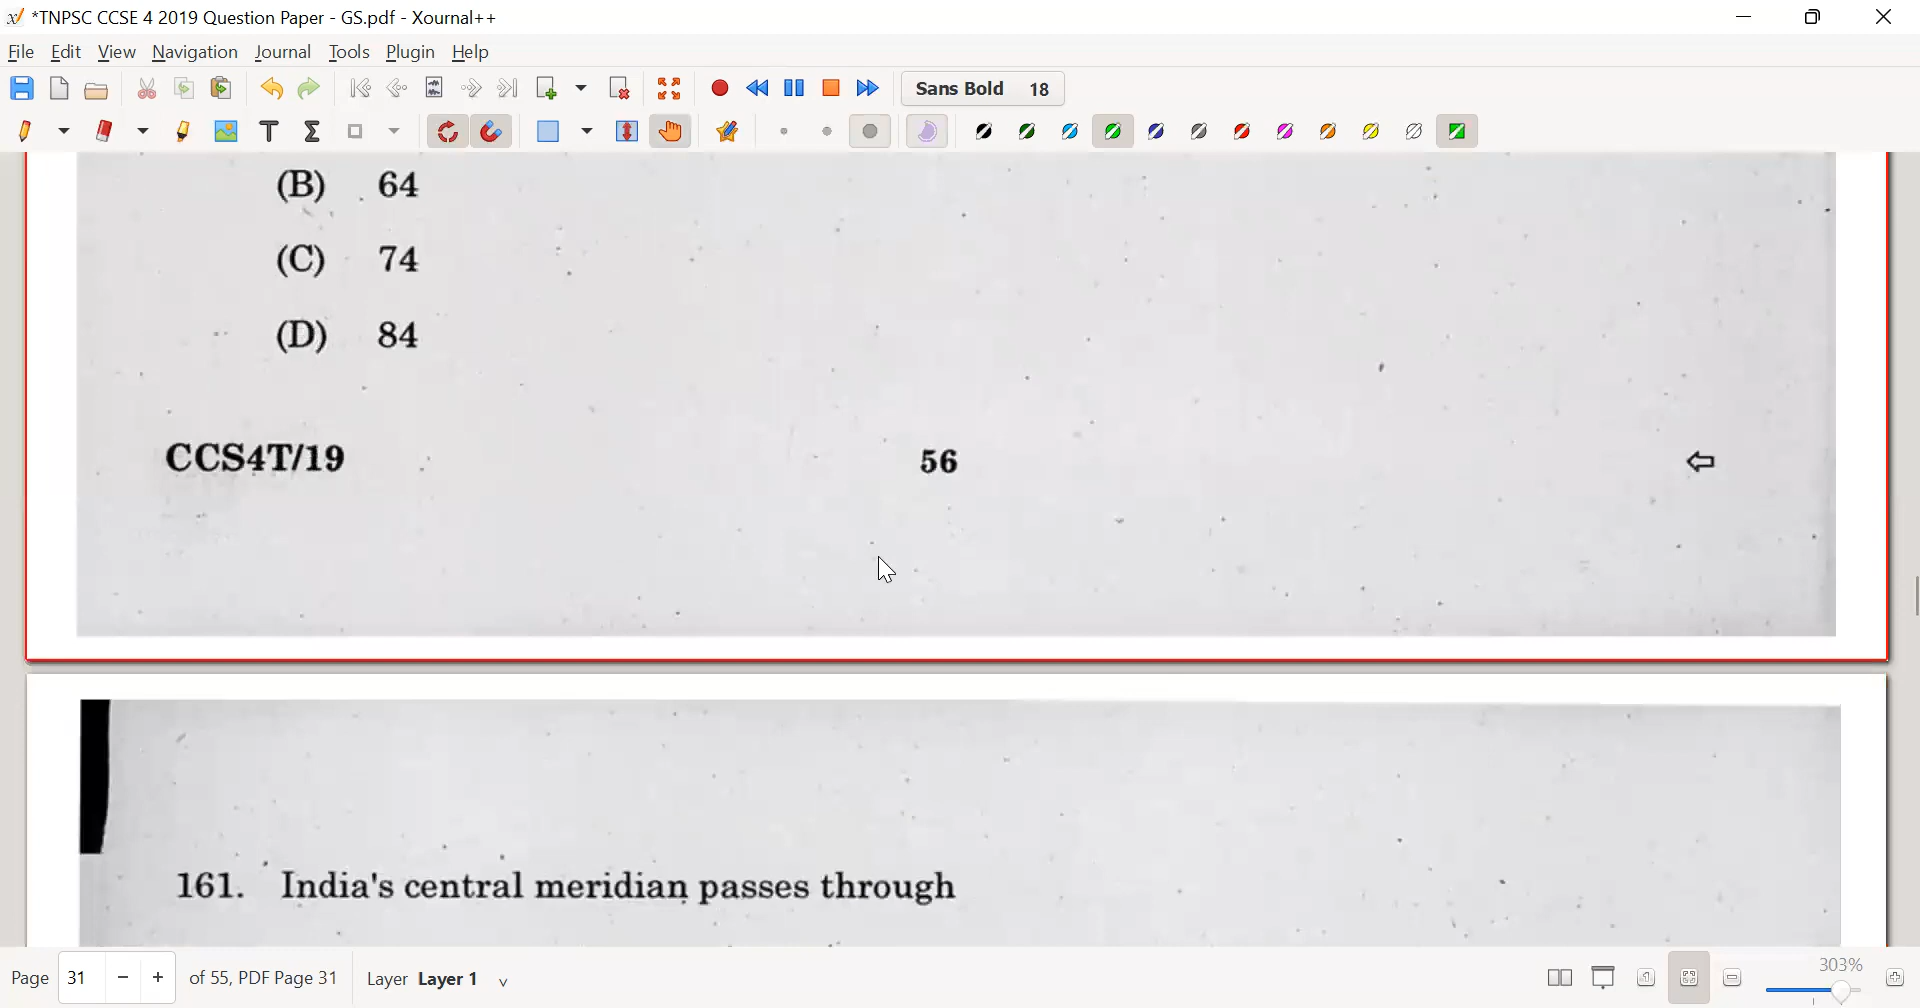 *TNPSC CCSE 4 2019 Question Paper - GS.pdf - Xournal++
File Edit View Navigation Journal Tools Plugin Help
Sans Bold 18
(B) 64
(C) 74
(D) 84
CCS4T/19 56
161. India's central meridian passes through
Page 31 − + of 55, PDF Page 31 Layer Layer 1
303%